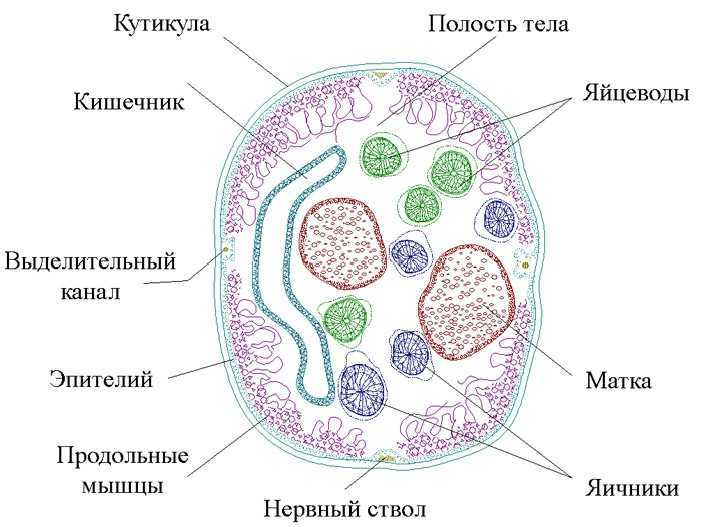 Кутикула
Полость тела
Кишечник
Яйцеводы
Выделительный
канал
Эпителий
Матка
Продольные
мышцы
Яичники
Нервный ствол